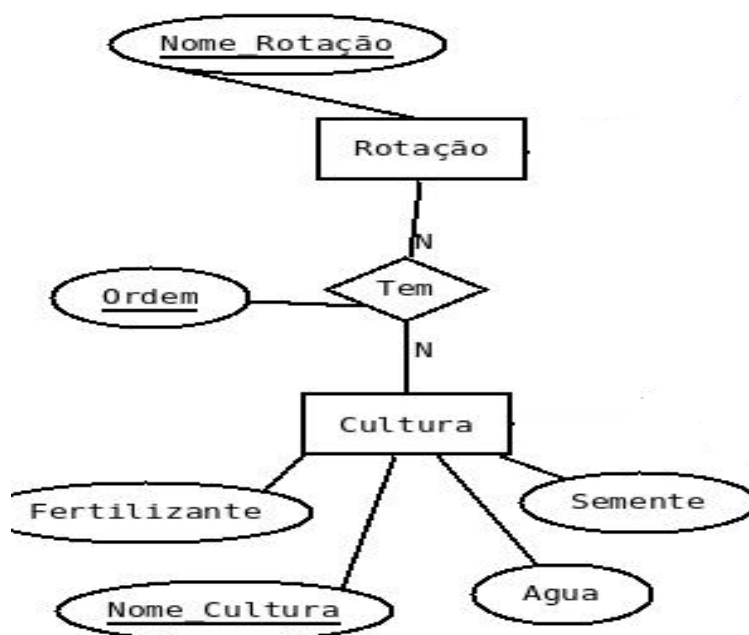 Nome_Rotação
Rotação
N
Ordem
Tem
N
Cultura
Fertilizante
Semente
Nome_Cultura
Agua